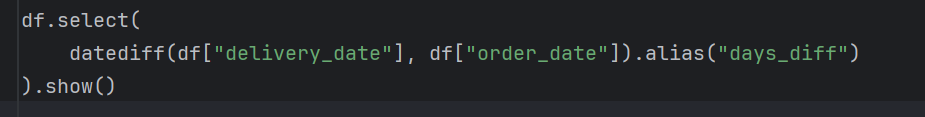 df.select(
    datediff(df["delivery_date"], df["order_date"]).alias("days_diff")
).show()